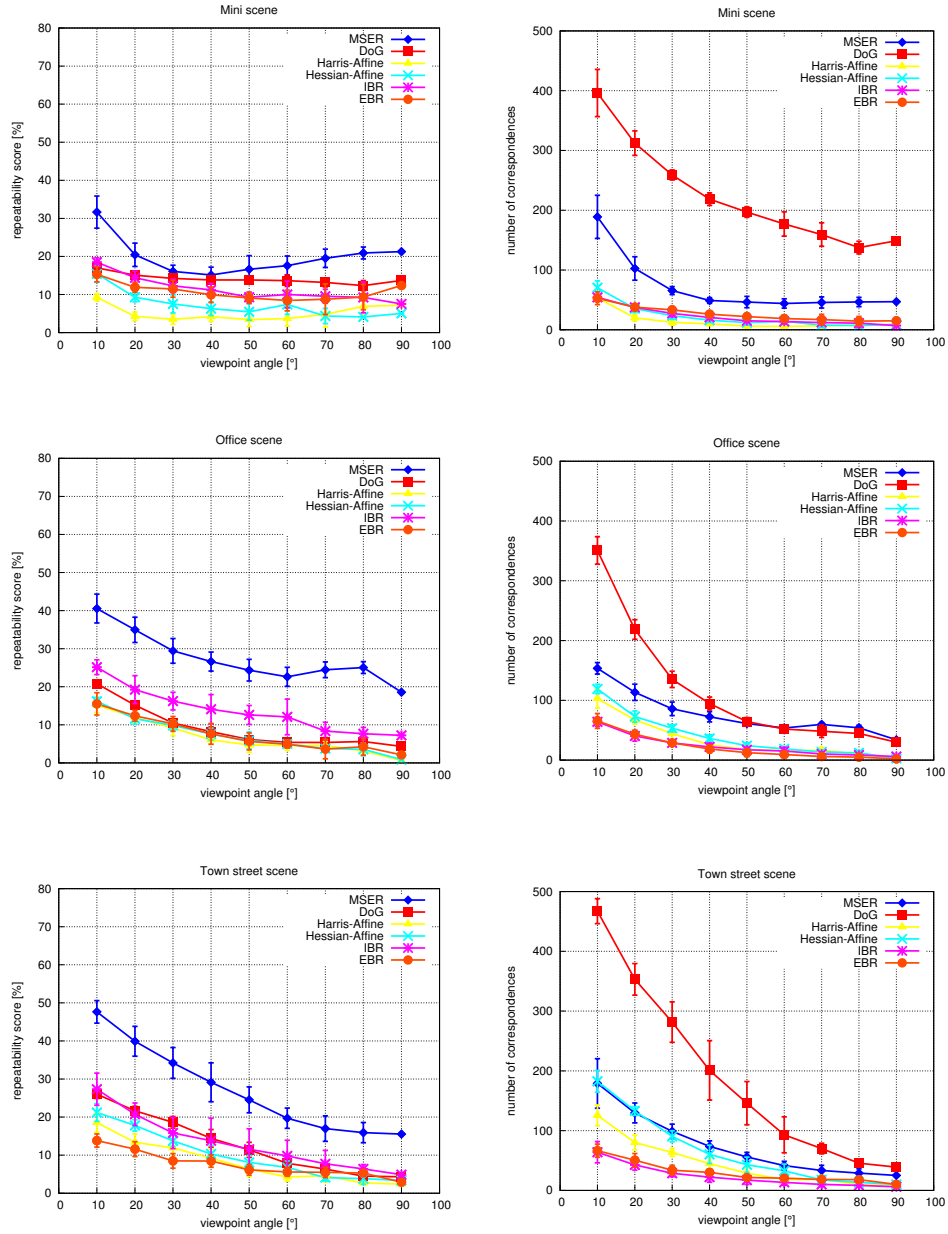 Mini scene
repeatability score [%]
80
70
60
50
40
30
20
10
0
MSER
DoG
Harris-Affine
Hessian-Affine
IBR
EBR
0 10 20 30 40 50 60 70 80 90 100
viewpoint angle [°]
Mini scene
number of correspondences
500
400
300
200
100
0
MSER
DoG
Harris-Affine
Hessian-Affine
IBR
EBR
0 10 20 30 40 50 60 70 80 90 100
viewpoint angle [°]
Office scene
repeatability score [%]
80
70
60
50
40
30
20
10
0
MSER
DoG
Harris-Affine
Hessian-Affine
IBR
EBR
0 10 20 30 40 50 60 70 80 90 100
viewpoint angle [°]
Office scene
number of correspondences
500
400
300
200
100
0
MSER
DoG
Harris-Affine
Hessian-Affine
IBR
EBR
0 10 20 30 40 50 60 70 80 90 100
viewpoint angle [°]
Town street scene
repeatability score [%]
80
70
60
50
40
30
20
10
0
MSER
DoG
Harris-Affine
Hessian-Affine
IBR
EBR
0 10 20 30 40 50 60 70 80 90 100
viewpoint angle [°]
Town street scene
number of correspondences
500
400
300
200
100
0
MSER
DoG
Harris-Affine
Hessian-Affine
IBR
EBR
0 10 20 30 40 50 60 70 80 90 100
viewpoint angle [°]